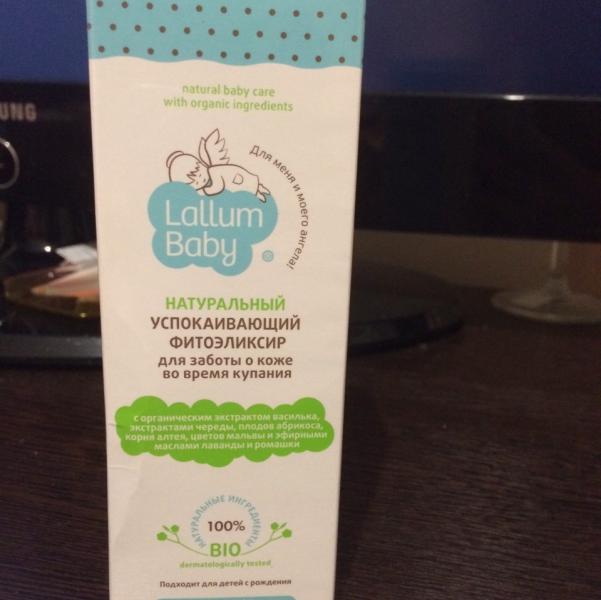 SUNG
natural baby care
with organic ingredients
Для меня и моего ангела!
Lallum
Baby
®
НАТУРАЛЬНЫЙ
УСПОКАИВАЮЩИЙ
ФИТОЭЛИКСИР
для заботы о коже
во время купания
с органическим экстрактом василька,
экстрактами череды, плодов абрикоса,
корня алтея, цветов мальвы и эфирными
маслами лаванды и ромашки
НАТУРАЛЬНЫЕ ИНГРЕДИЕНТЫ
100%
BIO
dermatologically tested
Подходит для детей с рождения